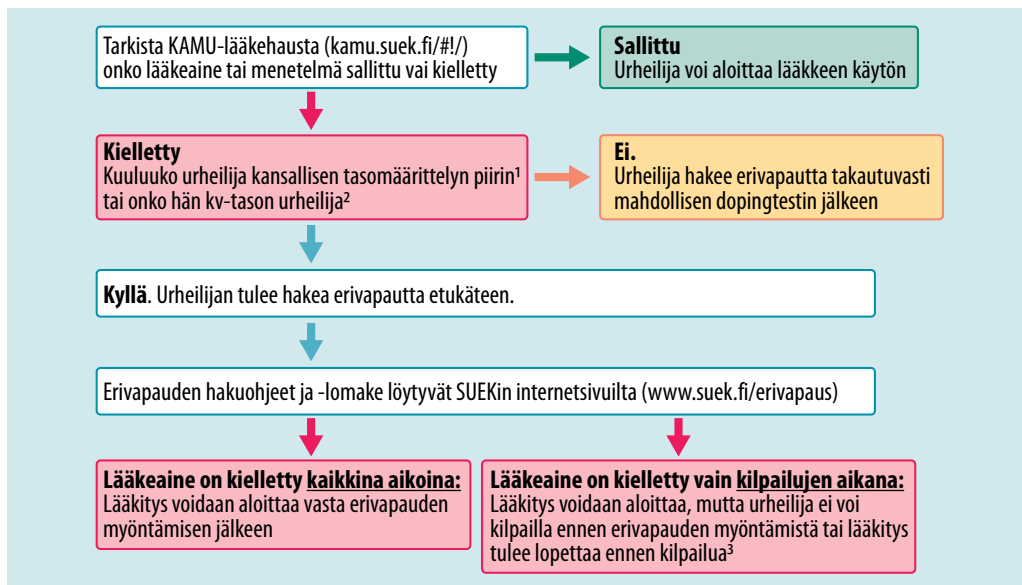 Tarkista KAMU-lääkehausta (kamu.suek.fi/#!/)
onko lääkeaine tai menetelmä sallittu vai kielletty
Sallittu
Urheilija voi aloittaa lääkkeen käytön
Kielletty
Kuuluuko urheilija kansallisen tasomäärittelyn piirin¹
tai onko hän kv-tason urheilija²
Ei.
Urheilija hakee erivapautta takautuvasti
mahdollisen dopingtestin jälkeen
Kyllä. Urheilijan tulee hakea erivapautta etukäteen.
Erivapauden hakuohjeet ja -lomake löytyvät SUEKin internetsivuilta (www.suek.fi/erivapaus)
Lääkeaine on kielletty kaikkina aikoina:
Lääkitys voidaan aloittaa vasta erivapauden
myöntämisen jälkeen
Lääkeaine on kielletty vain kilpailujen aikana:
Lääkitys voidaan aloittaa, mutta urheilija ei voi
kilpailla ennen erivapauden myöntämistä tai lääkitys
tulee lopettaa ennen kilpailua³